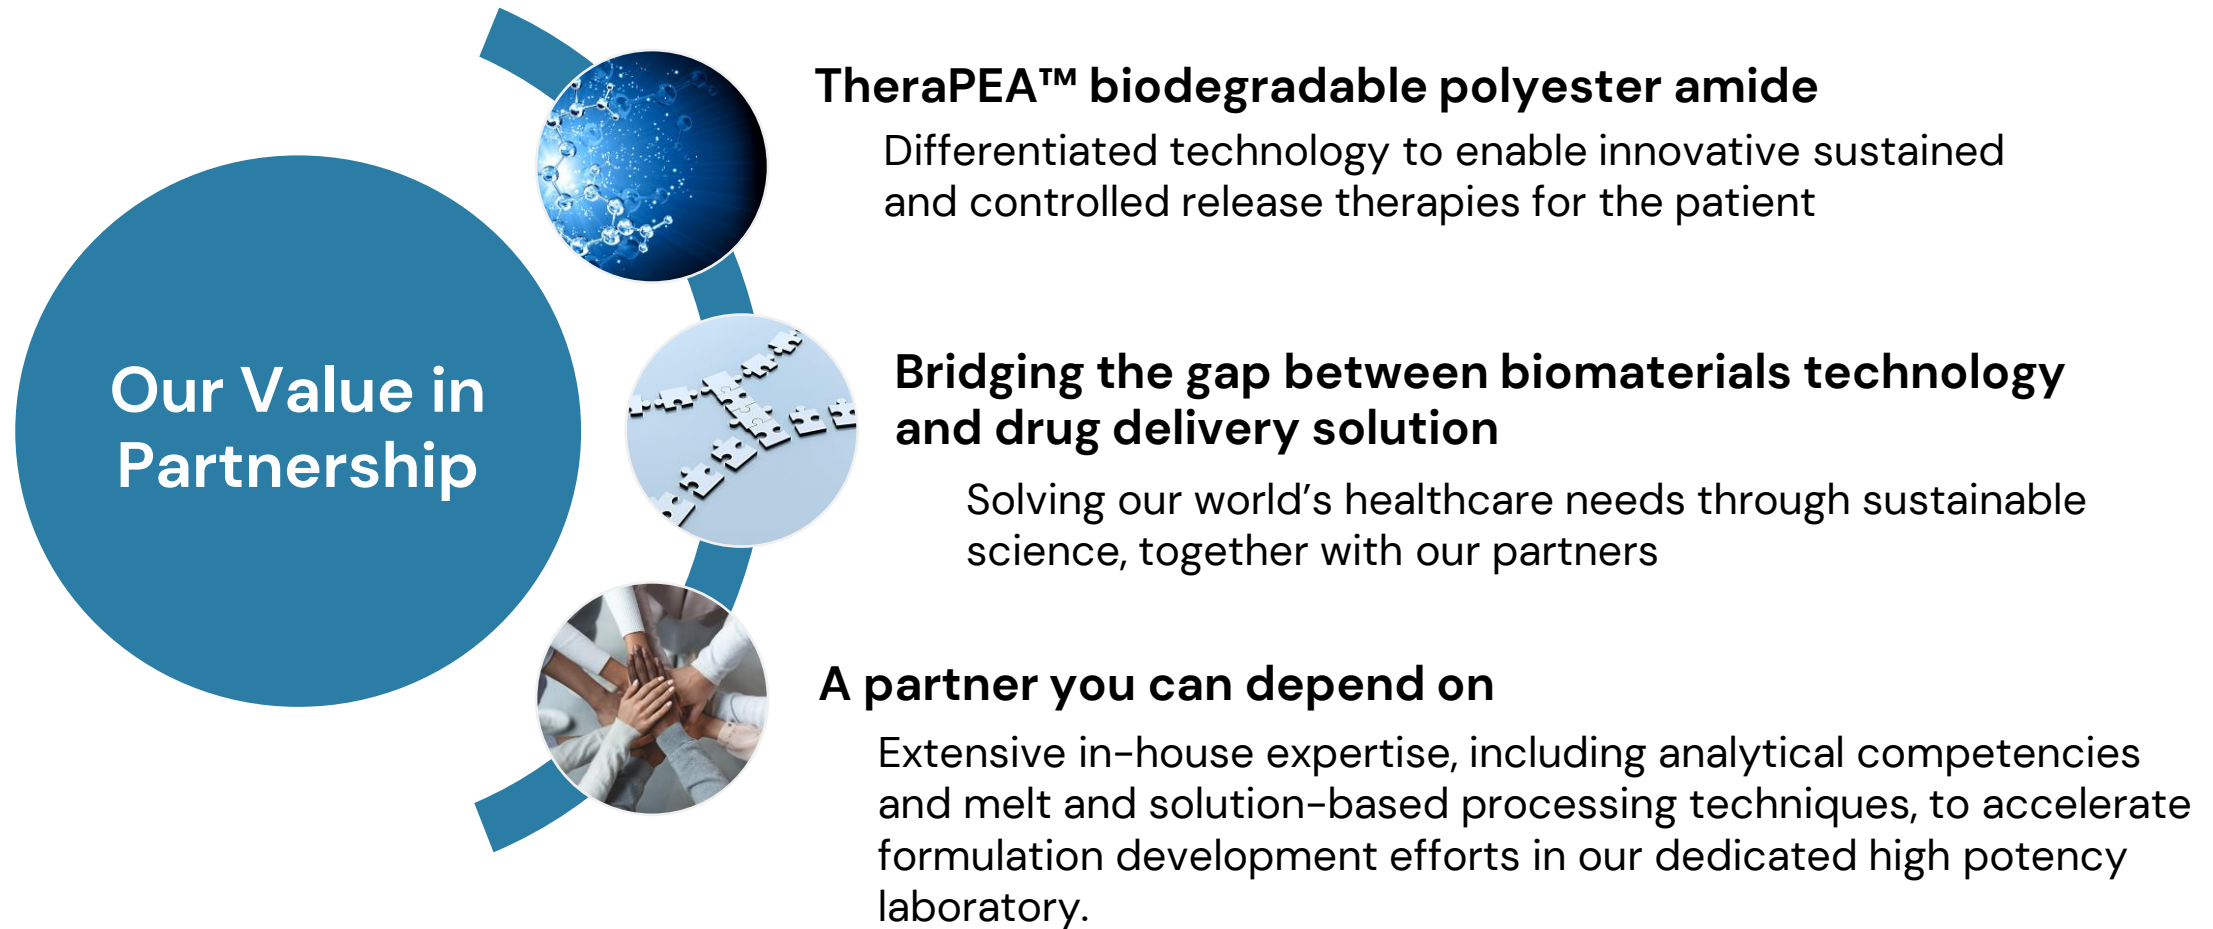 Our Value in
Partnership
TheraPEA™ biodegradable polyester amide
Differentiated technology to enable innovative sustained
and controlled release therapies for the patient
Bridging the gap between biomaterials technology
and drug delivery solution
Solving our world’s healthcare needs through sustainable
science, together with our partners
A partner you can depend on
Extensive in-house expertise, including analytical competencies
and melt and solution-based processing techniques, to accelerate
formulation development efforts in our dedicated high potency
laboratory.